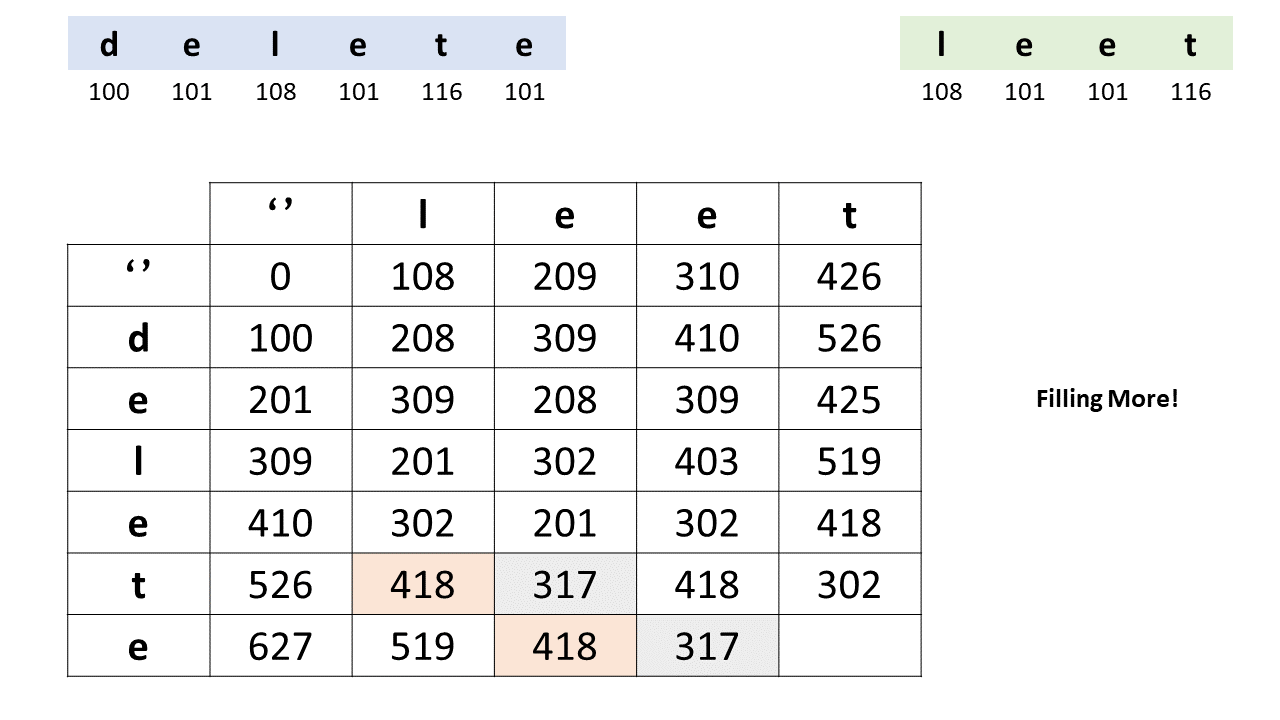 d e l e t e l e e t
100 101 108 101 116 101 108 101 101 116
‘’ l e e t
‘’ 0 108 209 310 426
d 100 208 309 410 526
e 201 309 208 309 425 Filling More!
l 309 201 302 403 519
e 410 302 201 302 418
t 526 418 317 418 302
e 627 519 418 317